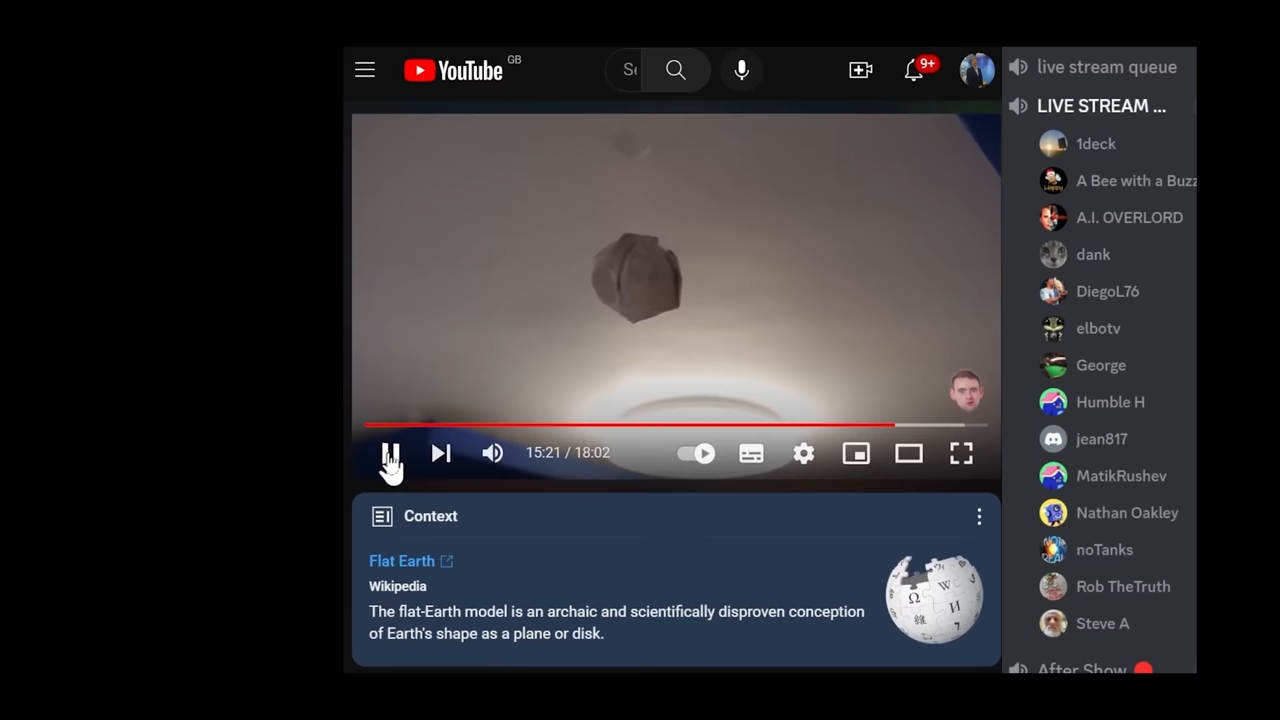 YouTube GB
Se
9+
live stream queue
LIVE STREAM ...
1deck
A Bee with a Buzz
A.I. OVERLORD
dank
DiegoL76
elbotv
George
Humble H
jean817
MatikRushev
Nathan Oakley
noTanks
Rob TheTruth
Steve A
After Show
15:21 / 18:02
Context
Flat Earth
Wikipedia
The flat-Earth model is an archaic and scientifically disproven conception
of Earth's shape as a plane or disk.